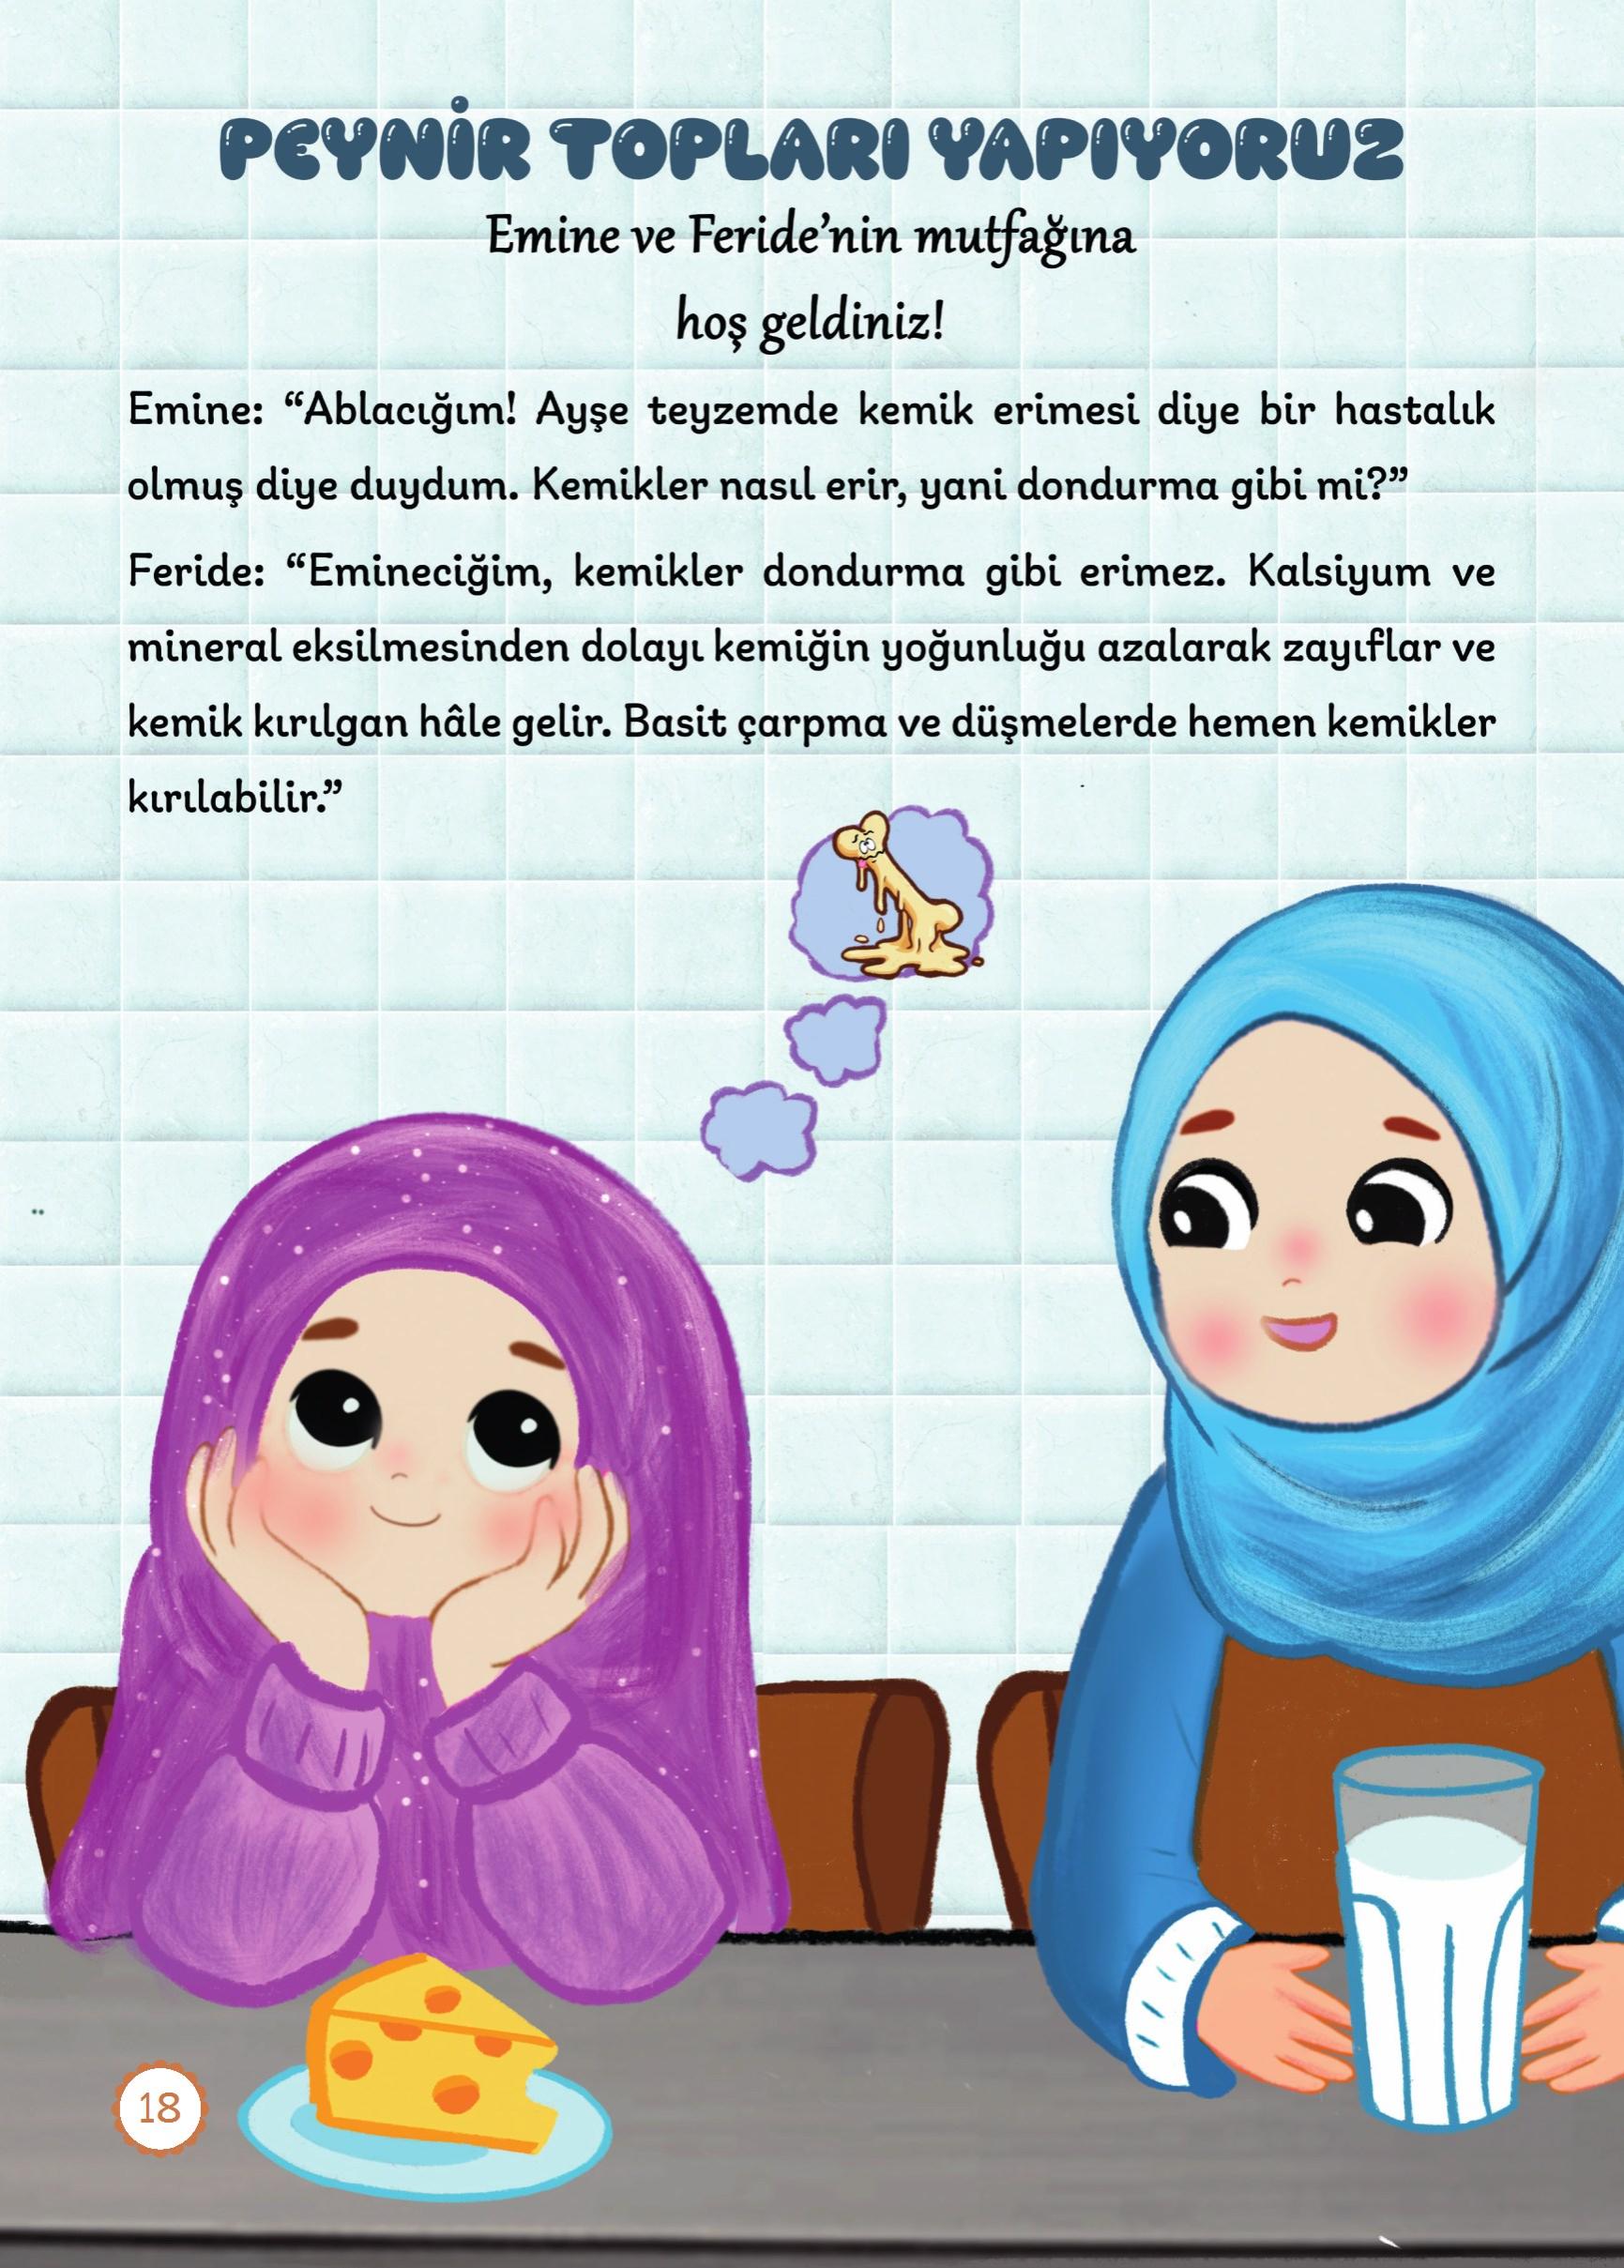 PEYNİR TOPLARI YAPIYORUZ
Emine ve Feride’nin mutfağına
hoş geldiniz!
Emine: “Ablacığım! Ayşe teyzemde kemik erimesi diye bir hastalık
olmuş diye duydum. Kemikler nasıl erir, yani dondurma gibi mi?”
Feride: “Emineciğim, kemikler dondurma gibi erimez. Kalsiyum ve
mineral eksilmesinden dolayı kemiğin yoğunluğu azalarak zayıflar ve
kemik kırılgan hâle gelir. Basit çarpma ve düşmelerde hemen kemikler
kırılabilir.”
18